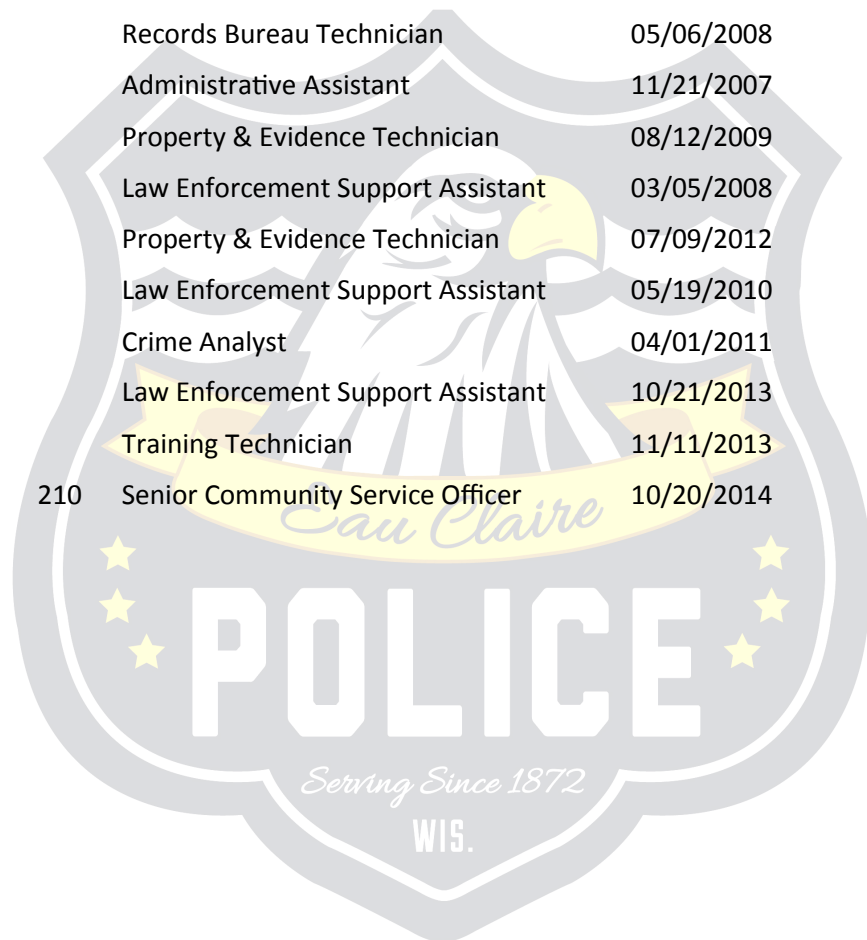 Records Bureau Technician 05/06/2008
Administrative Assistant 11/21/2007
Property & Evidence Technician 08/12/2009
Law Enforcement Support Assistant 03/05/2008
Property & Evidence Technician 07/09/2012
Law Enforcement Support Assistant 05/19/2010
Crime Analyst 04/01/2011
Law Enforcement Support Assistant 10/21/2013
Training Technician 11/11/2013
210 Senior Community Service Officer 10/20/2014
Eau Claire
POLICE
Serving Since 1872
WIS.